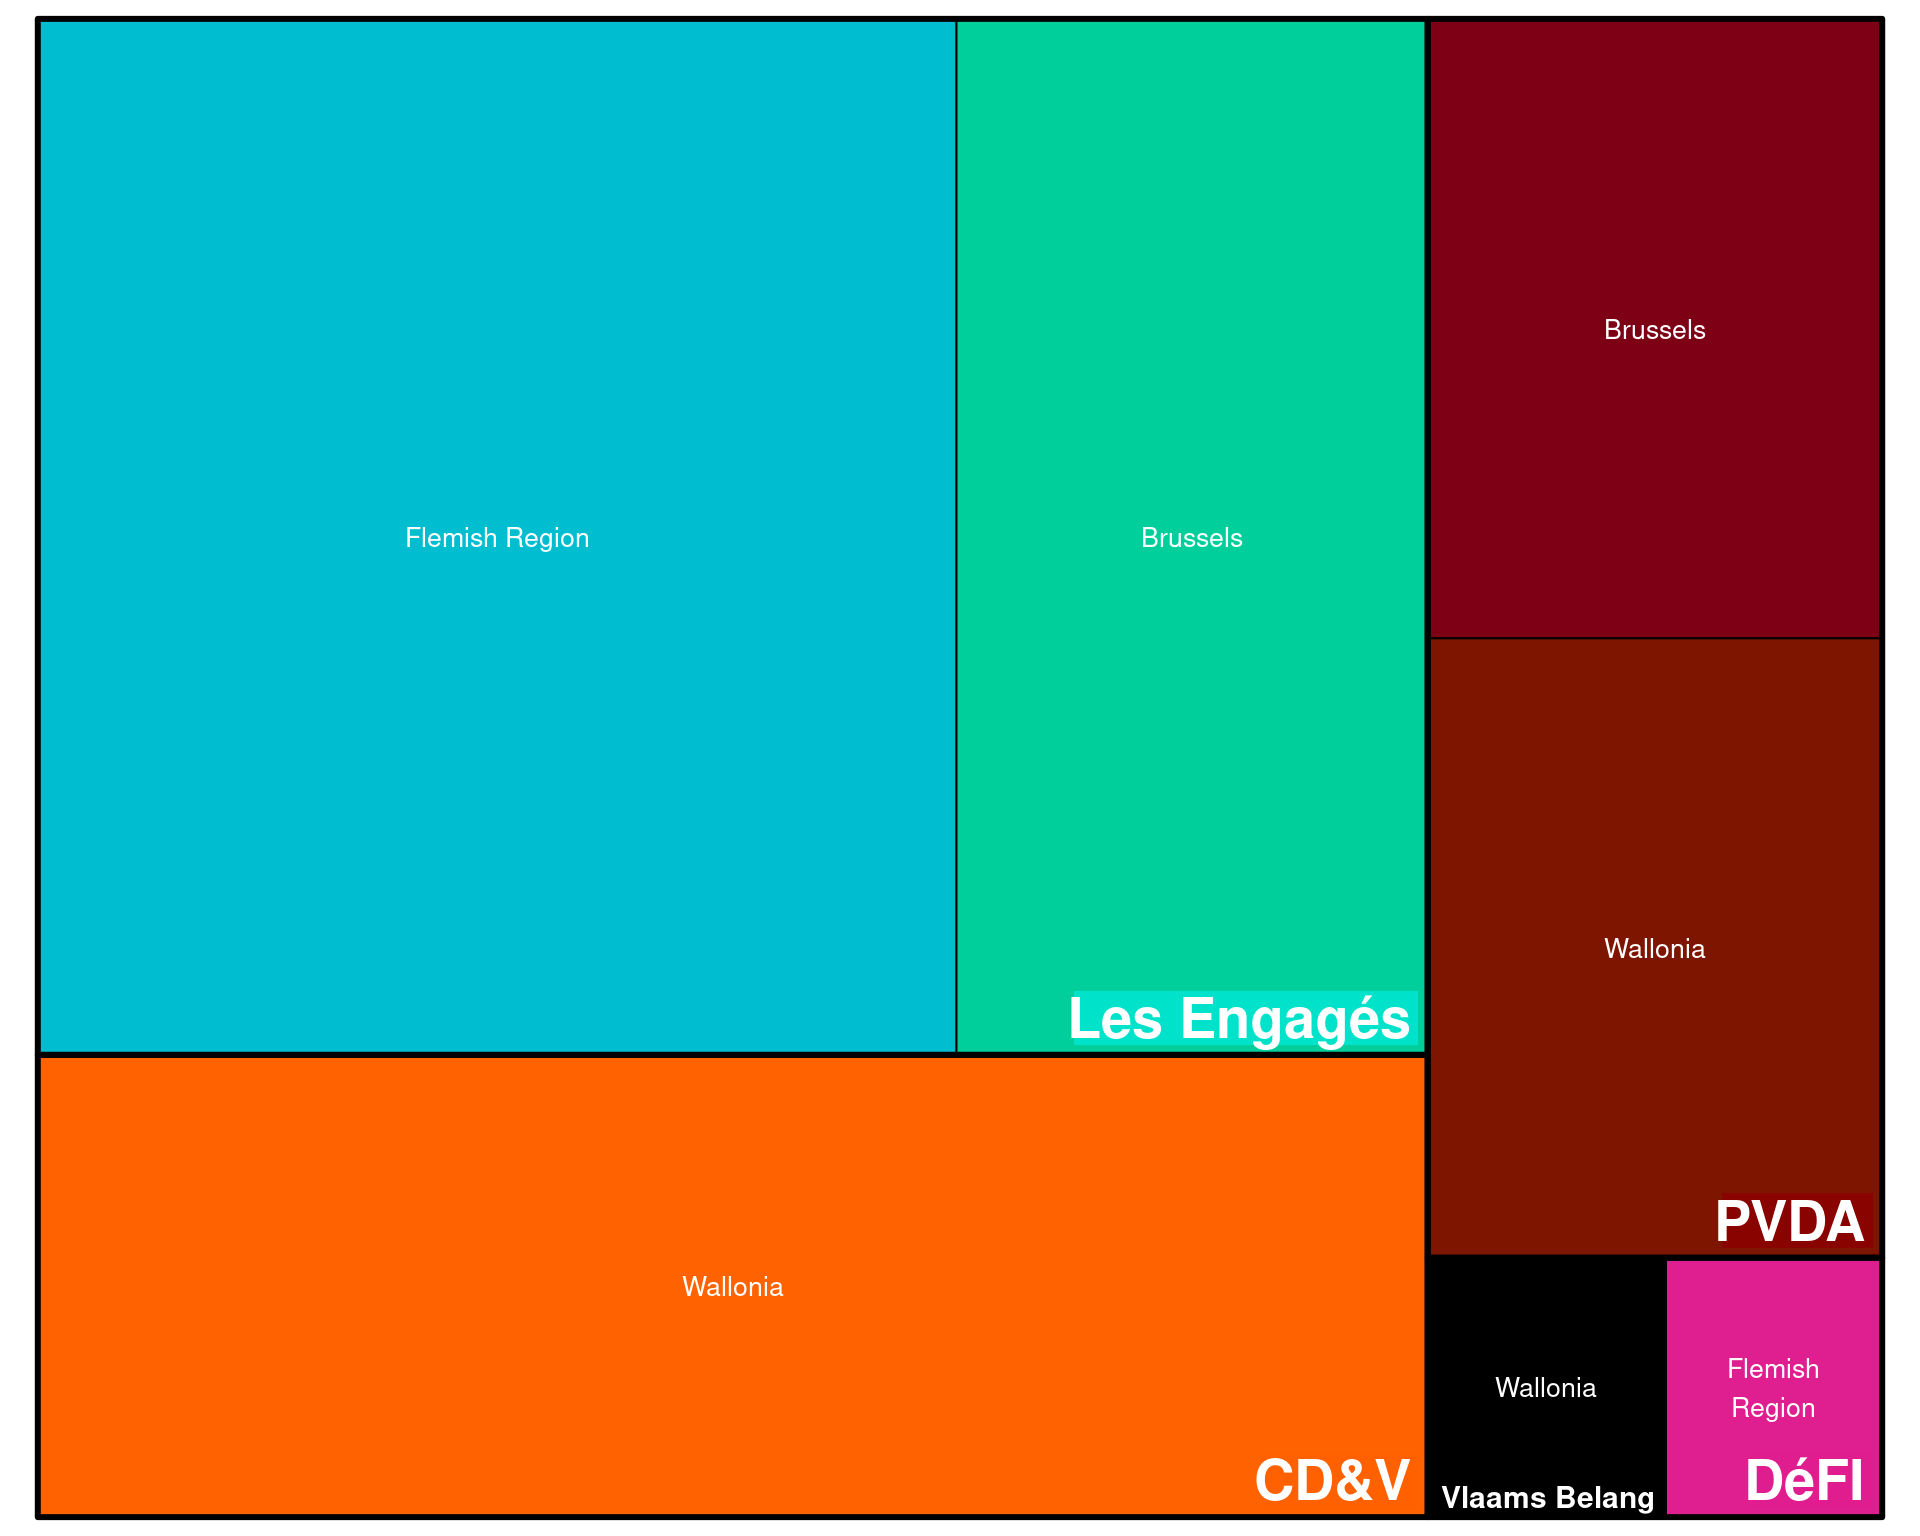 Flemish Region
Brussels
Les Engagés
Wallonia
CD&V
Brussels
Wallonia
PVDA
Wallonia
Vlaams Belang
Flemish
Region
DéFI